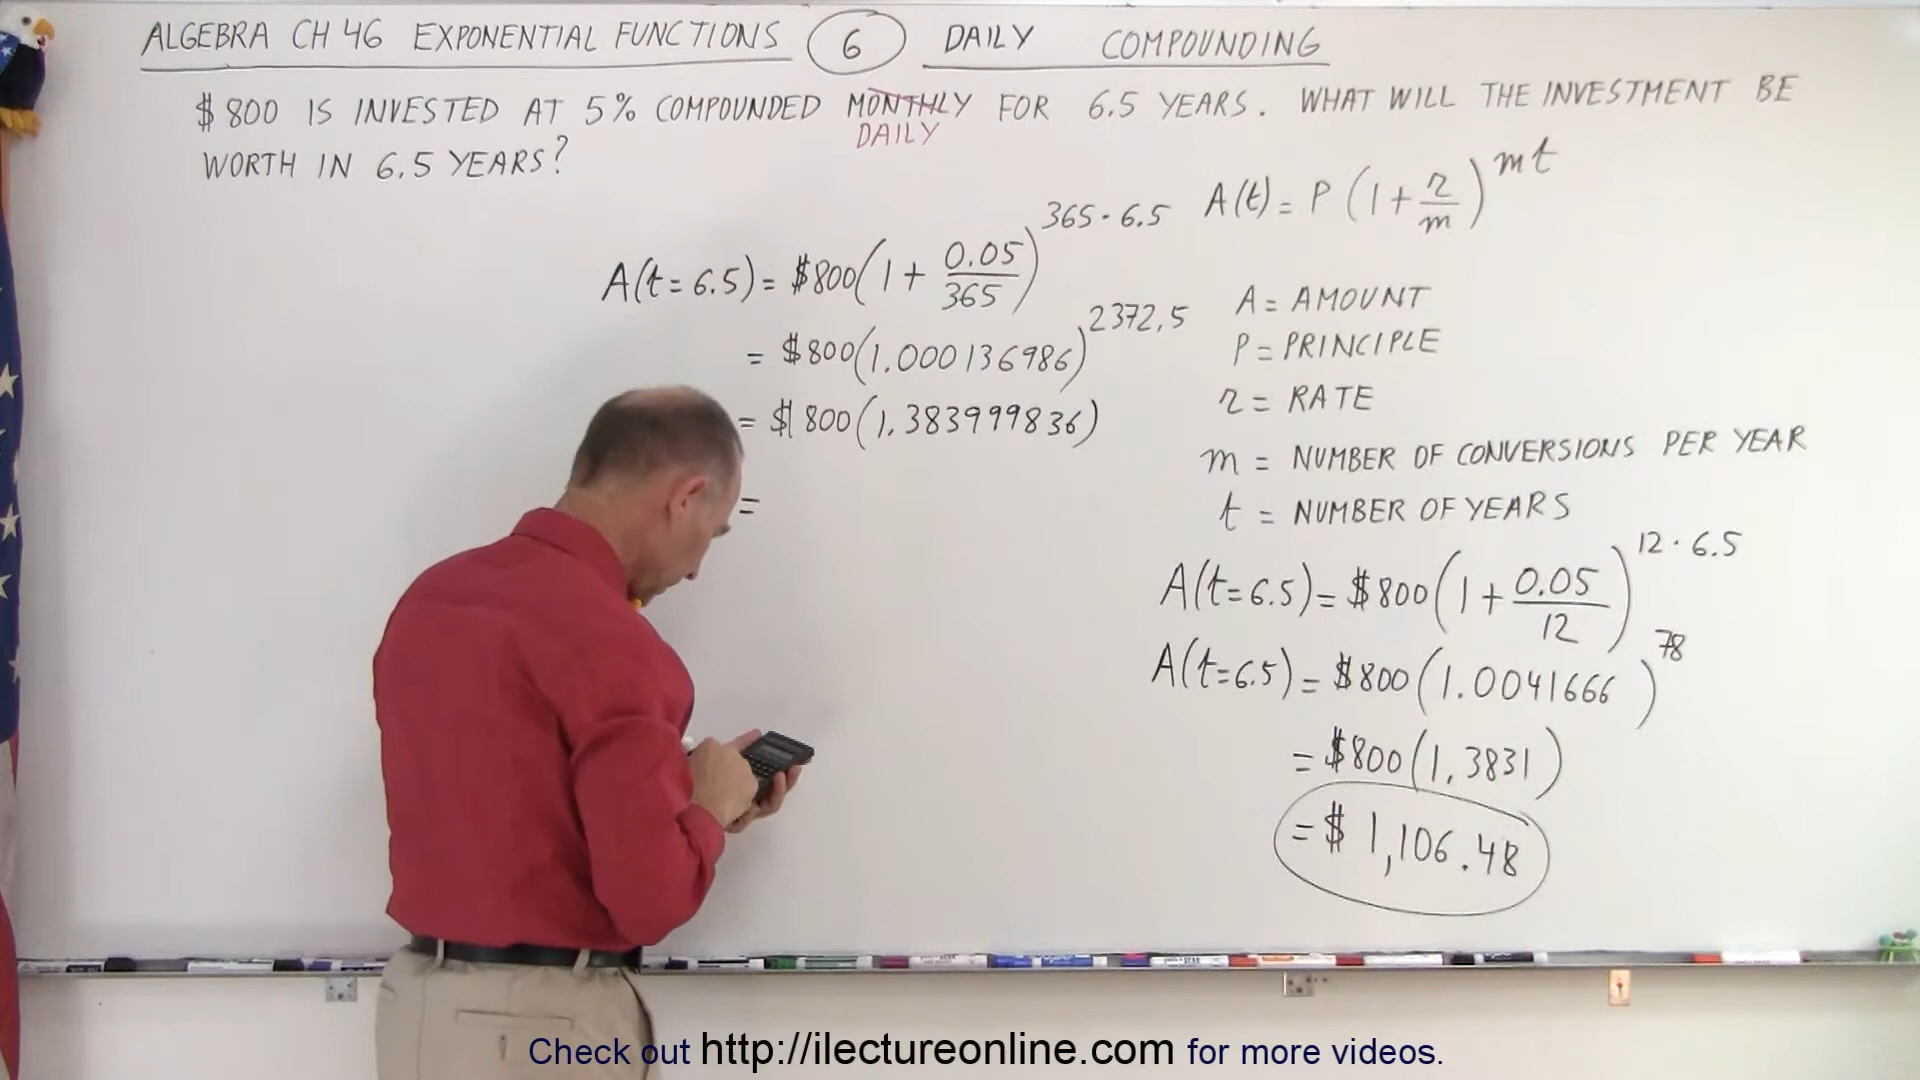 ALGEBRA CH 46 EXPONENTIAL FUNCTIONS 6 DAILY COMPOUNDING
$800 IS INVESTED AT 5% COMPOUNDED MONTHLY FOR 6.5 YEARS. WHAT WILL THE INVESTMENT BE
DAILY
WORTH IN 6.5 YEARS?
A(t) = P(1+r/m)^mt
A(t=6.5) = $800(1+0.05/365)^365·6.5
= $800(1.000136986)^2372.5
= $800(1.383999836)
=
A = AMOUNT
P = PRINCIPLE
r = RATE
m = NUMBER OF CONVERSIONS PER YEAR
t = NUMBER OF YEARS
A(t=6.5) = $800(1+0.05/12)^12·6.5
A(t=6.5) = $800(1.0041666)^78
= $800(1.3831)
= $1,106.48
Check out http://ilectureonline.com for more videos.